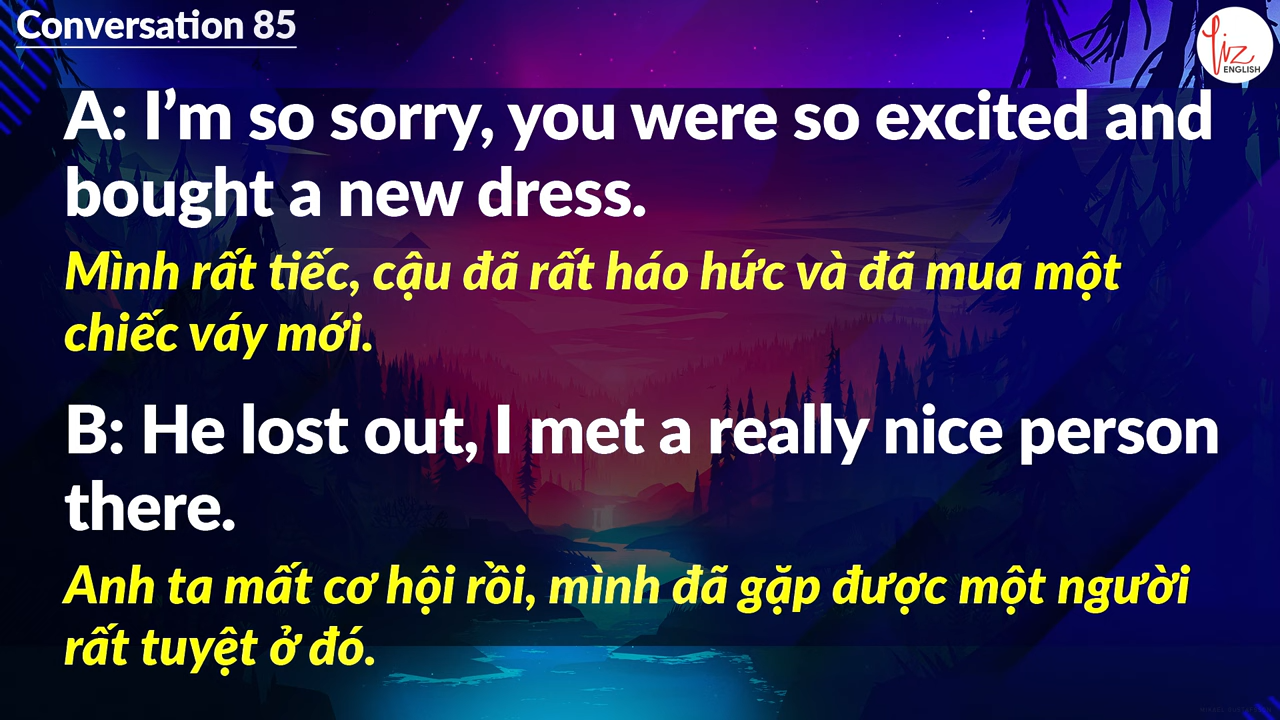 Conversation 85
Liz
ENGLISH
A: I’m so sorry, you were so excited and
bought a new dress.
Mình rất tiếc, cậu đã rất háo hức và đã mua một
chiếc váy mới.
B: He lost out, I met a really nice person
there.
Anh ta mất cơ hội rồi, mình đã gặp được một người
rất tuyệt ở đó.